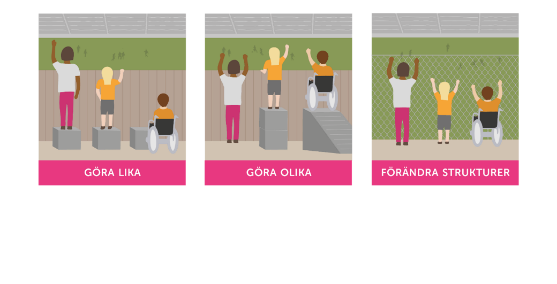 GÖRA LIKA
GÖRA OLIKA
FÖRÄNDRA STRUKTURER